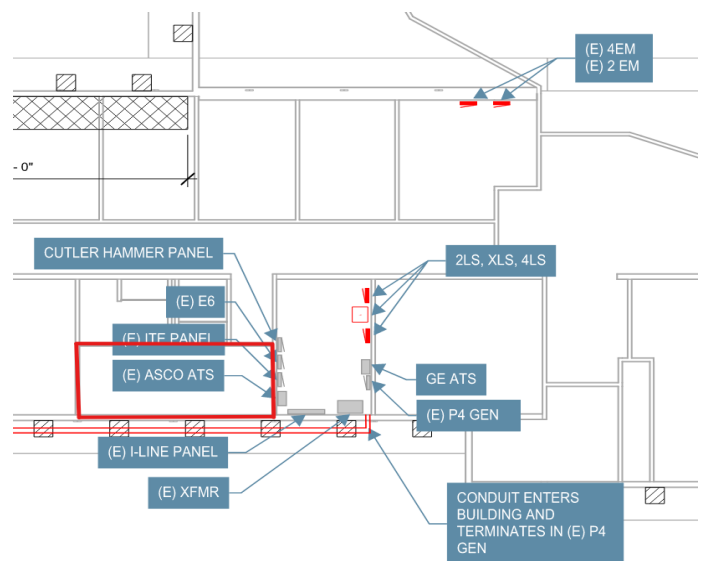 (E) 4EM
(E) 2 EM
- 0"
CUTLER HAMMER PANEL
2LS, XLS, 4LS
(E) E6
(E) ITE PANEL
(E) ASCO ATS
GE ATS
(E) P4 GEN
(E) I-LINE PANEL
(E) XFMR
CONDUIT ENTERS
BUILDING AND
TERMINATES IN (E) P4
GEN